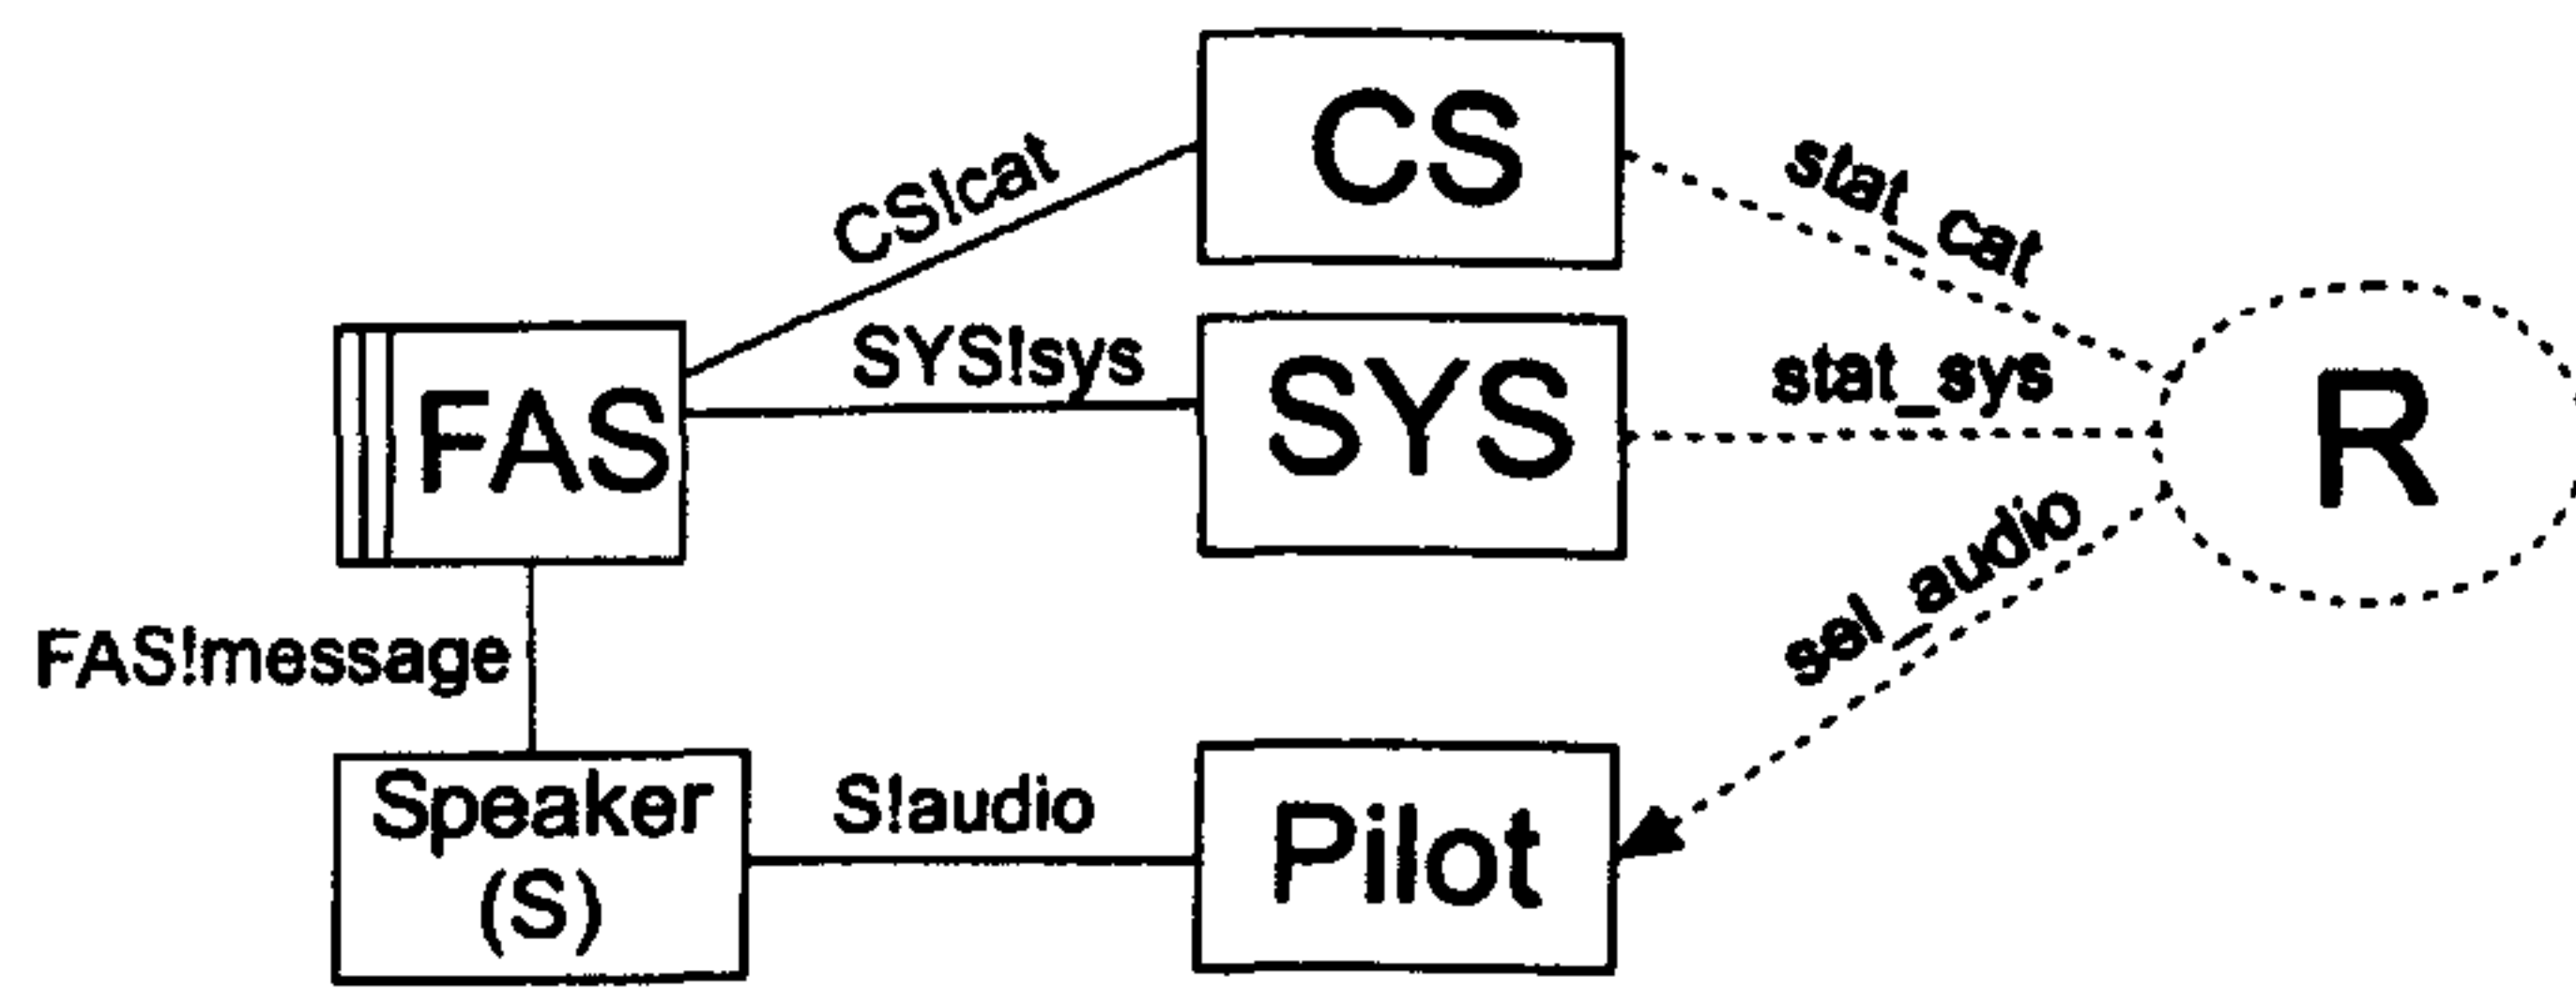 CS
CS!cat
stat_cat
FAS
SYS!sys
SYS
stat_sys
R
sel_audio
FAS!message
Speaker
(S)
S!audio
Pilot